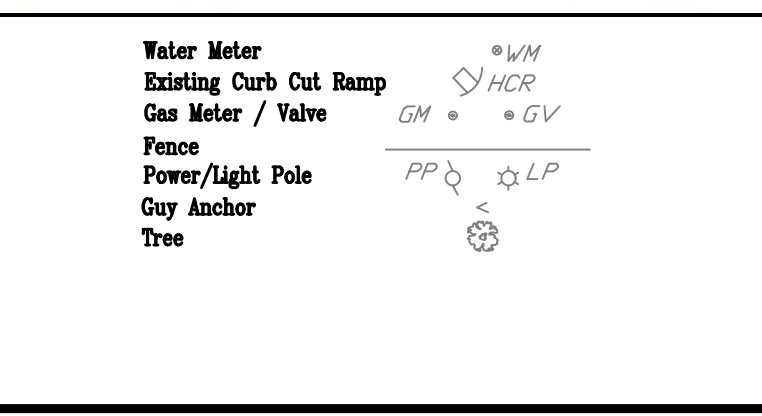 Water Meter WM
Existing Curb Cut Ramp HCR
Gas Meter / Valve GM GV
Fence
Power/Light Pole PP LP
Guy Anchor
Tree